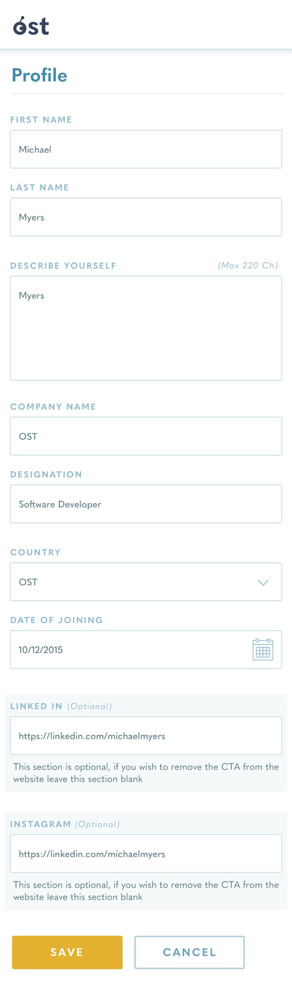 ost
Profile
FIRST NAME
Michael
LAST NAME
Myers
DESCRIBE YOURSELF (Max 220 Ch)
Myers
COMPANY NAME
OST
DESIGNATION
Software Developer
COUNTRY
OST
DATE OF JOINING
10/12/2015
LINKED IN (Optional)
https://linkedin.com/michaelmyers
This section is optional, if you wish to remove the CTA from the
website leave this section blank
INSTAGRAM (Optional)
https://linkedin.com/michaelmyers
This section is optional, if you wish to remove the CTA from the
website leave this section blank
SAVE CANCEL